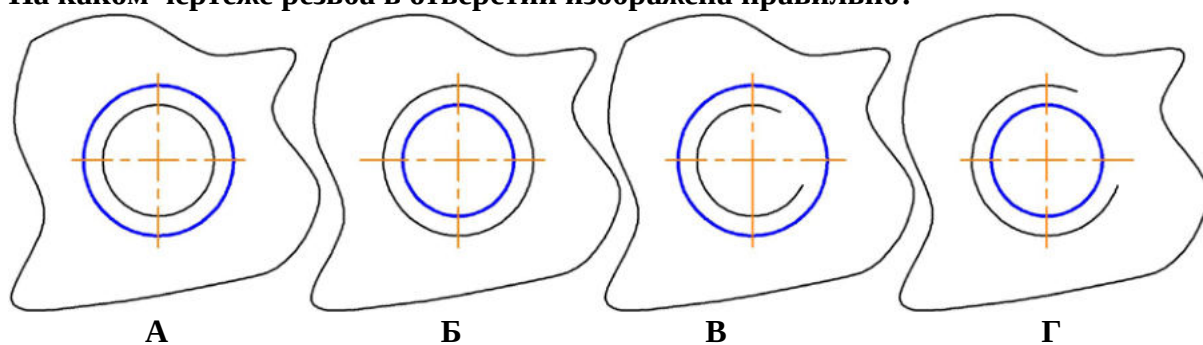 На каком чертеже резьба в отверстии изображена правильно?
А Б В Г